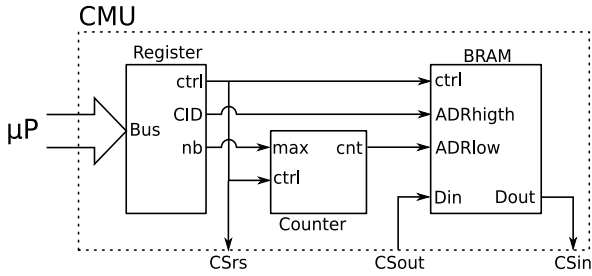 CMU
Register
BRAM
ctrl
ctrl
CID
ADRhigth
µP
Bus
nb
max
cnt
ADRlow
ctrl
Din
Dout
Counter
CSrs
CSout
CSin